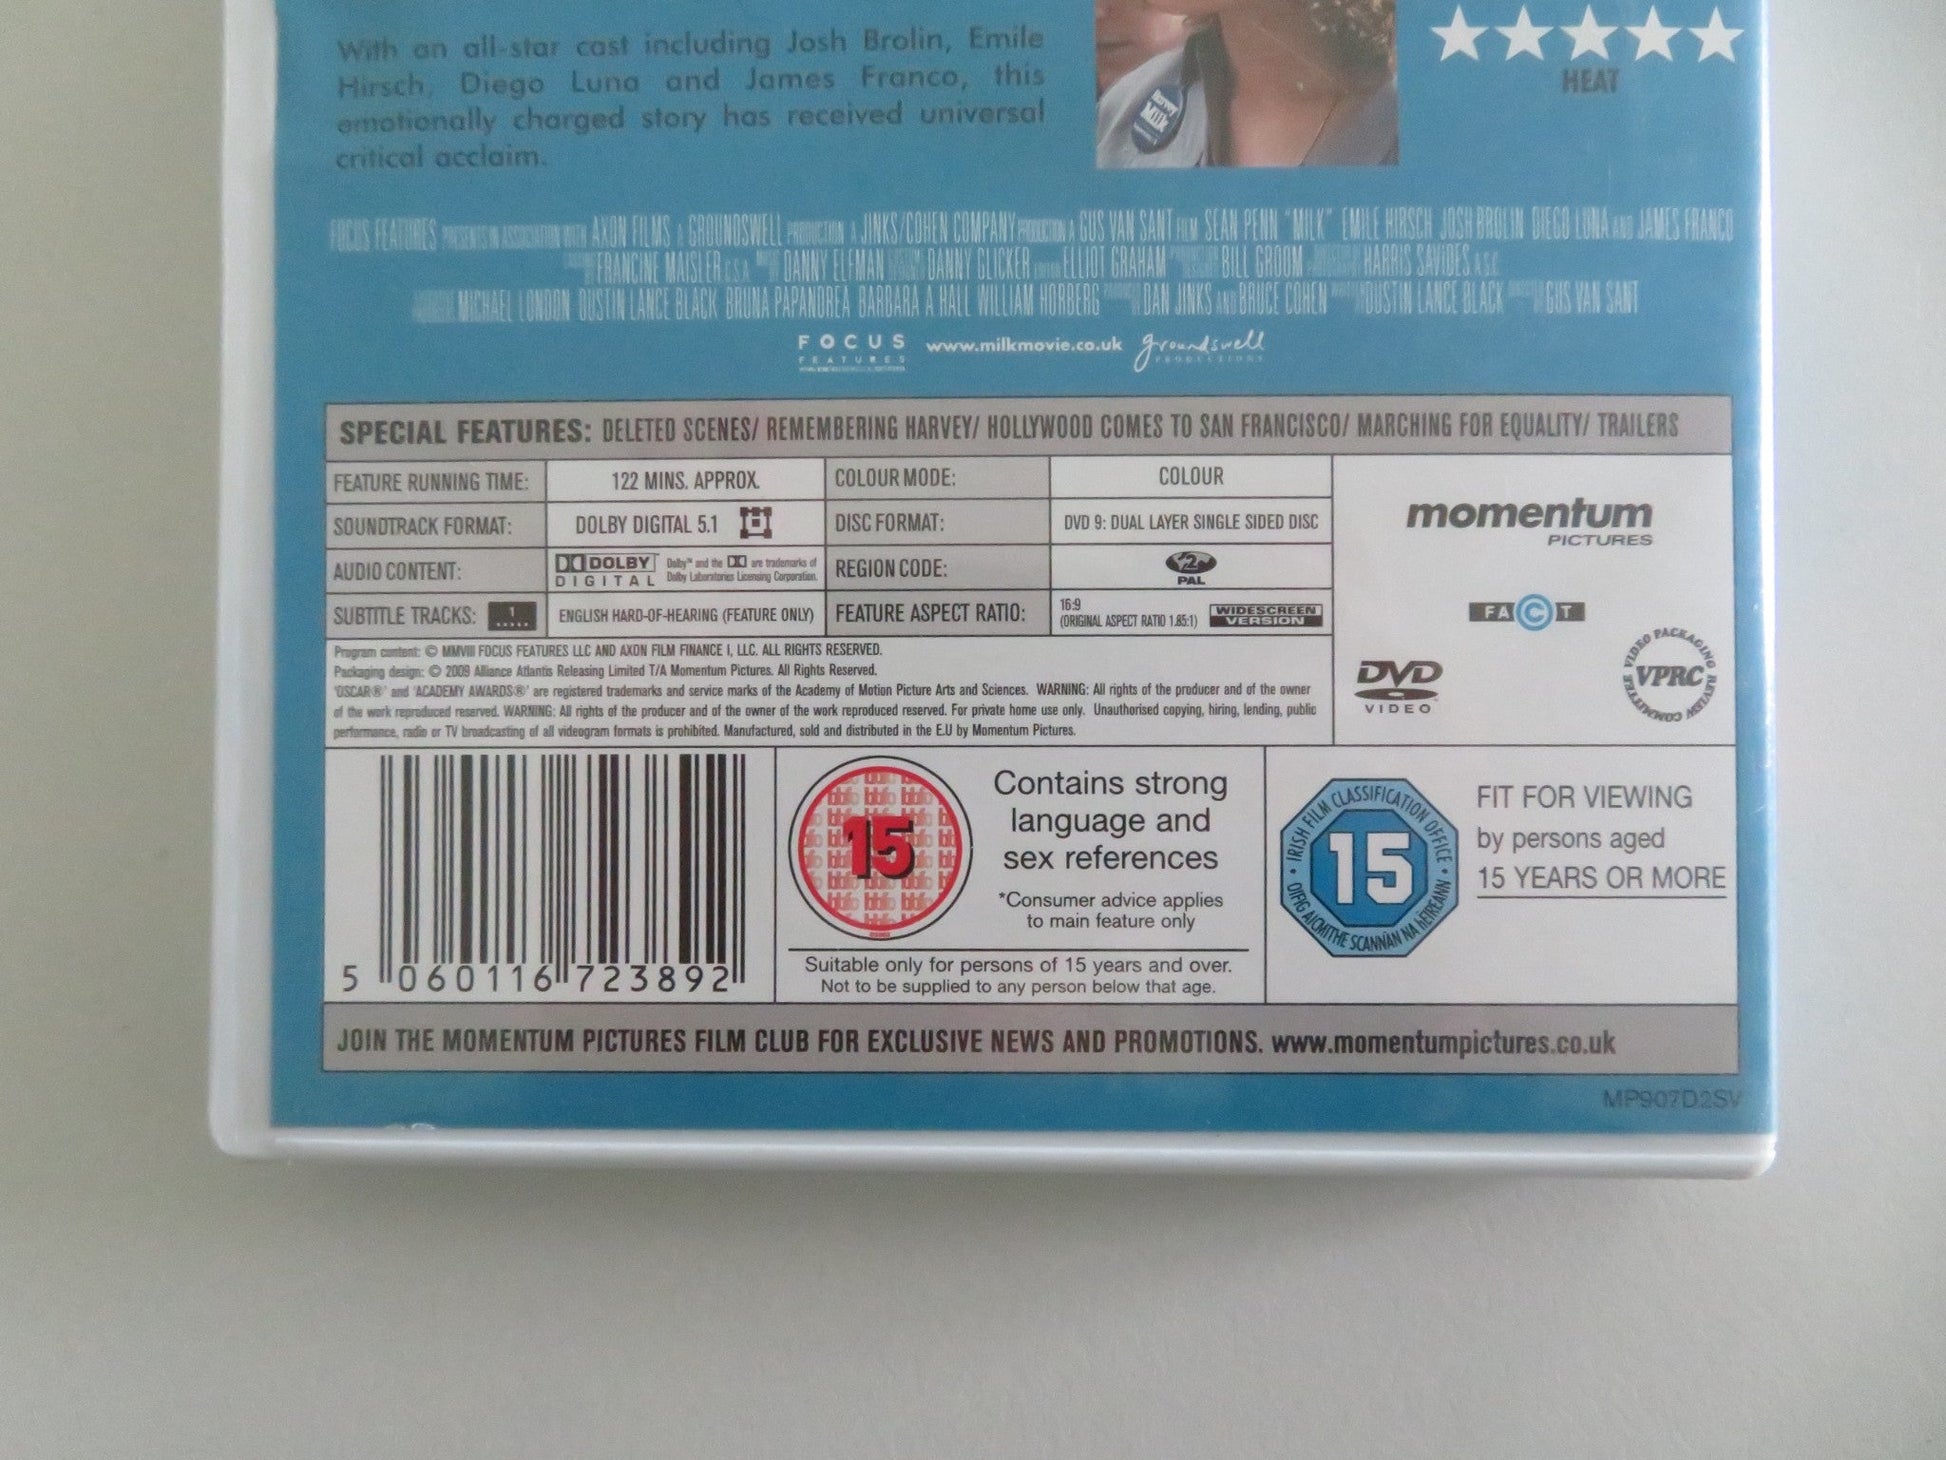 With an all-star cast including Josh Brolin, Emile
Hirsch, Diego Luna and James Franco, this
emotionally charged story has received universal
critical acclaim.
HEAT
Harvey
Milk
FOCUS FEATURES PRESENTS IN ASSOCIATION WITH AXON FILMS A GROUNDSWELL PRODUCTION A JINKS/COHEN COMPANY PRODUCTION A GUS VAN SANT FILM SEAN PENN "MILK" EMILE HIRSCH JOSH BROLIN DIEGO LUNA AND JAMES FRANCO
FRANCINE MAISLER C.S.A. DANNY ELFMAN DANNY GLICKER ELLIOT GRAHAM BILL GROOM HARRIS SAVIDES A.S.C.
MICHAEL LONDON DUSTIN LANCE BLACK BRUNA PAPANDREA BARBARA A HALL WILLIAM HORBERG DAN JINKS AND BRUCE COHEN DUSTIN LANCE BLACK GUS VAN SANT
FOCUS
FEATURES
www.milkmovie.co.uk
groundswell
PRODUCTIONS
SPECIAL FEATURES: DELETED SCENES/ REMEMBERING HARVEY/ HOLLYWOOD COMES TO SAN FRANCISCO/ MARCHING FOR EQUALITY/ TRAILERS
FEATURE RUNNING TIME: 122 MINS. APPROX. COLOUR MODE: COLOUR
SOUNDTRACK FORMAT: DOLBY DIGITAL 5.1 DISC FORMAT: DVD 9: DUAL LAYER SINGLE SIDED DISC
AUDIO CONTENT: DOLBY DIGITAL Dolby™ and the DD are trademarks of
Dolby Laboratories Licensing Corporation.
REGION CODE: 2 PAL
SUBTITLE TRACKS: 1 ..... ENGLISH HARD-OF-HEARING (FEATURE ONLY) FEATURE ASPECT RATIO: 16:9
(ORIGINAL ASPECT RATIO 1.85:1)
WIDESCREEN
VERSION
momentum
PICTURES
FACT
DVD
VIDEO
VIDEO PACKAGING REVIEW COMMITTEE
VPRC
Program content: © MMVIII FOCUS FEATURES LLC AND AXON FILM FINANCE I, LLC. ALL RIGHTS RESERVED.
Packaging design: © 2009 Alliance Atlantis Releasing Limited T/A Momentum Pictures. All Rights Reserved.
'OSCAR®' and 'ACADEMY AWARDS®' are registered trademarks and service marks of the Academy of Motion Picture Arts and Sciences. WARNING: All rights of the producer and of the owner
of the work reproduced reserved. WARNING: All rights of the producer and of the owner of the work reproduced reserved. For private home use only. Unauthorised copying, hiring, lending, public
performance, radio or TV broadcasting of all videogram formats is prohibited. Manufactured, sold and distributed in the E.U by Momentum Pictures.
5 060116 723892
15
Contains strong
language and
sex references
*Consumer advice applies
to main feature only
Suitable only for persons of 15 years and over.
Not to be supplied to any person below that age.
IRISH FILM CLASSIFICATION OFFICE
15
OIFIG AICMITHE SCANNÁN NA hÉIREANN
FIT FOR VIEWING
by persons aged
15 YEARS OR MORE
JOIN THE MOMENTUM PICTURES FILM CLUB FOR EXCLUSIVE NEWS AND PROMOTIONS. www.momentumpictures.co.uk
MP907D2SV